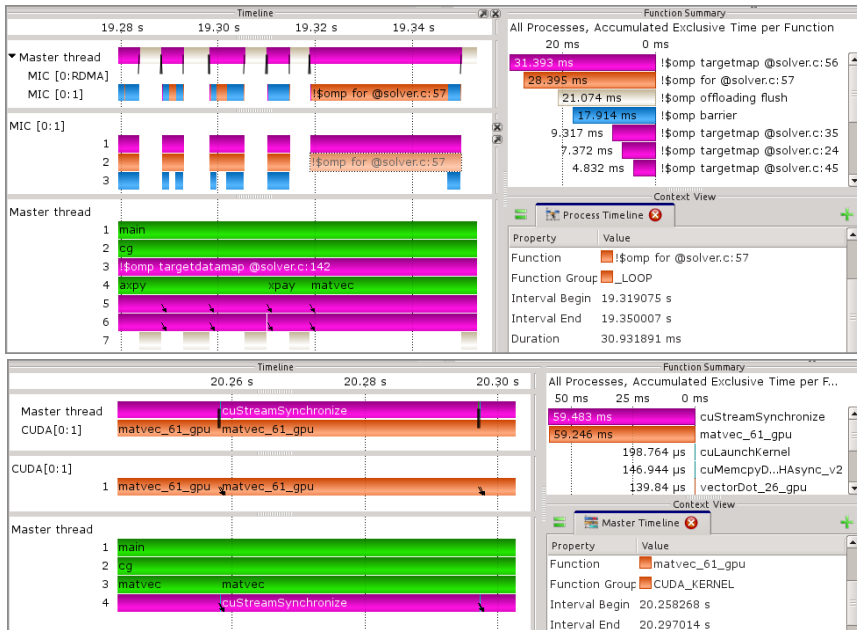 Timeline
19.28 s 19.30 s 19.32 s 19.34 s
Master thread
MIC [0:RDMA]
MIC [0:1]
!$omp for @solver.c:57
MIC [0:1]
1
2 !$omp for @solver.c:57
3
Master thread
1 main
2 cg
3 !$omp targetdatamap @solver.c:142
4 axpy xpay matvec
5
6
7
Function Summary
All Processes, Accumulated Exclusive Time per Function
20 ms 0 ms
31.393 ms !$omp targetmap @solver.c:56
28.395 ms !$omp for @solver.c:57
21.074 ms !$omp offloading flush
17.914 ms !$omp barrier
9.317 ms !$omp targetmap @solver.c:35
7.372 ms !$omp targetmap @solver.c:24
4.832 ms !$omp targetmap @solver.c:45
Context View
Process Timeline
Property Value
Function !$omp for @solver.c:57
Function Group _LOOP
Interval Begin 19.319075 s
Interval End 19.350007 s
Duration 30.931891 ms
Timeline
20.26 s 20.28 s 20.30 s
Master thread cuStreamSynchronize
CUDA[0:1] matvec_61_gpu matvec_61_gpu
CUDA[0:1]
1 matvec_61_gpu matvec_61_gpu
Master thread
1 main
2 cg
3 matvec matvec
4 cuStreamSynchronize
Function Summary
All Processes, Accumulated Exclusive Time per F...
50 ms 25 ms 0 ms
59.483 ms cuStreamSynchronize
59.246 ms matvec_61_gpu
198.764 µs cuLaunchKernel
146.944 µs cuMemcpyD...HAsync_v2
139.84 µs vectorDot_26_gpu
Context View
Master Timeline
Property Value
Function matvec_61_gpu
Function Group CUDA_KERNEL
Interval Begin 20.258268 s
Interval End 20.297014 s